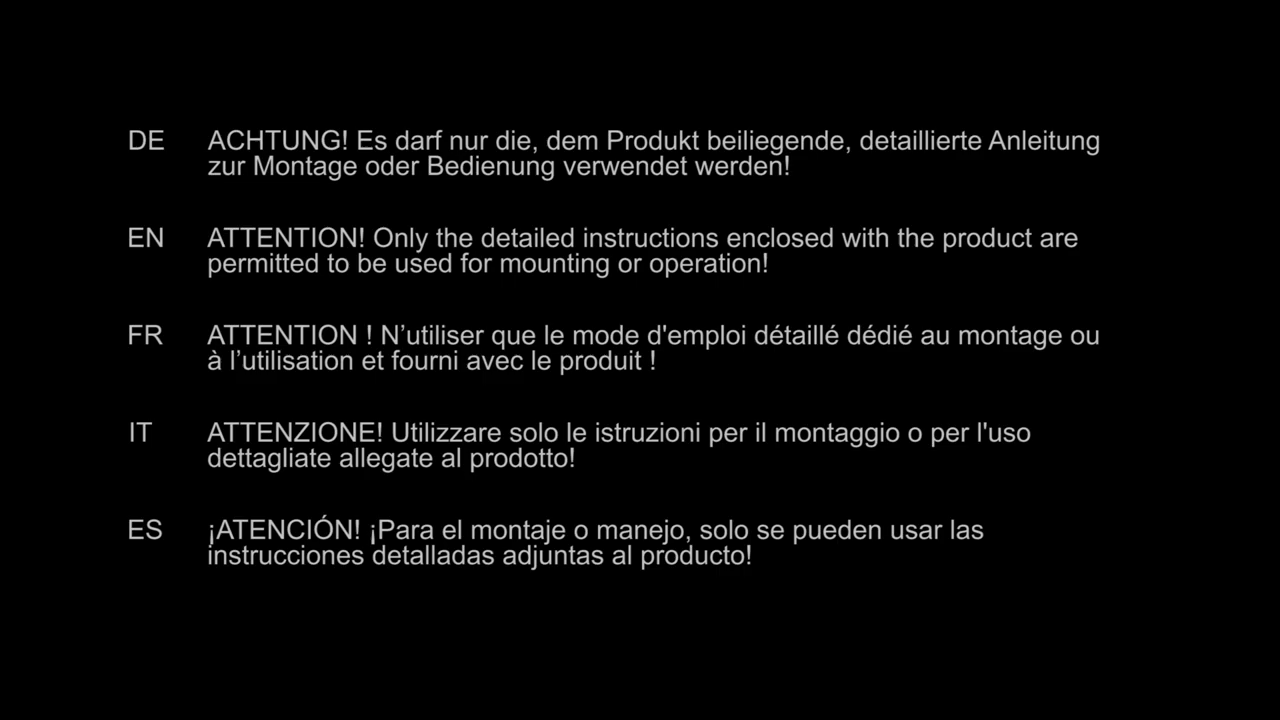 DE ACHTUNG! Es darf nur die, dem Produkt beiliegende, detaillierte Anleitung
zur Montage oder Bedienung verwendet werden!
EN ATTENTION! Only the detailed instructions enclosed with the product are
permitted to be used for mounting or operation!
FR ATTENTION ! N’utiliser que le mode d'emploi détaillé dédié au montage ou
à l’utilisation et fourni avec le produit !
IT ATTENZIONE! Utilizzare solo le istruzioni per il montaggio o per l'uso
dettagliate allegate al prodotto!
ES ¡ATENCIÓN! ¡Para el montaje o manejo, solo se pueden usar las
instrucciones detalladas adjuntas al producto!